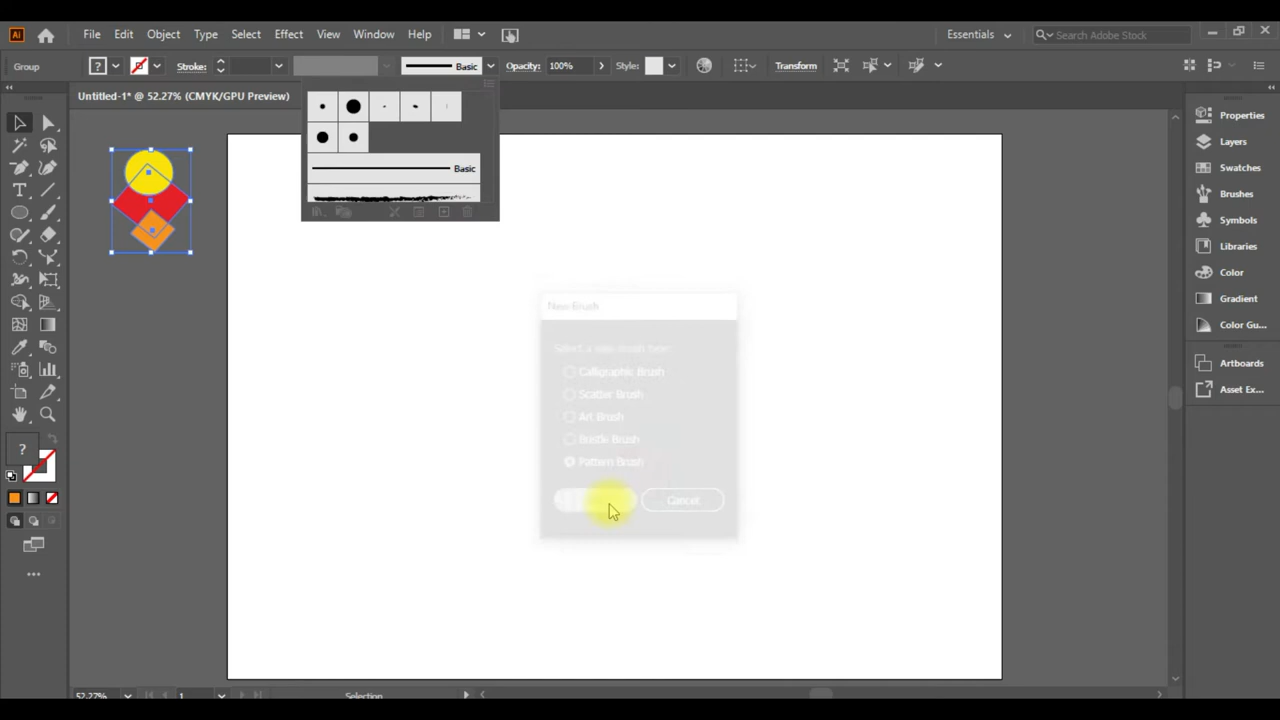 Ai File Edit Object Type Select Effect View Window Help Essentials Search Adobe Stock
Group ? Stroke: Basic Opacity: 100% Style: Transform
Untitled-1* @ 52.27% (CMYK/GPU Preview)
Basic
Properties
Layers
Swatches
Brushes
Symbols
Libraries
Color
Gradient
Color Gu...
Artboards
Asset Ex...
New Brush
Select a new brush type:
Calligraphic Brush
Scatter Brush
Art Brush
Bristle Brush
Pattern Brush
Cancel
?
52.27% 1 Selection